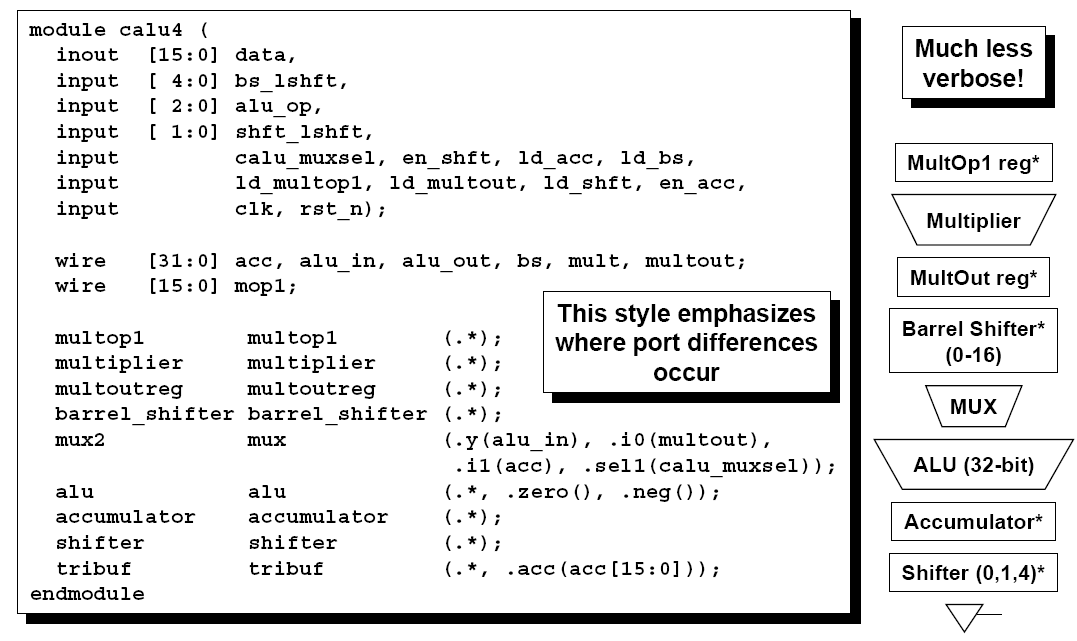 module calu4 (
  inout  [15:0] data,
  input  [ 4:0] bs_lshft,
  input  [ 2:0] alu_op,
  input  [ 1:0] shft_lshft,
  input         calu_muxsel, en_shft, ld_acc, ld_bs,
  input         ld_multop1, ld_multout, ld_shft, en_acc,
  input         clk, rst_n);
  wire   [31:0] acc, alu_in, alu_out, bs, mult, multout;
  wire   [15:0] mop1;
  multop1        multop1        (.*);
  multiplier     multiplier     (.*);
  multoutreg     multoutreg     (.*);
  barrel_shifter barrel_shifter (.*);
  mux2           mux            (.y(alu_in), .i0(multout),
                                 .i1(acc), .sel1(calu_muxsel));
  alu            alu            (.*, .zero(), .neg());
  accumulator    accumulator    (.*);
  shifter        shifter        (.*);
  tribuf         tribuf         (.*, .acc(acc[15:0]));
endmodule
This style emphasizes
where port differences
occur
Much less
verbose!
MultOp1 reg*
Multiplier
MultOut reg*
Barrel Shifter*
(0-16)
MUX
ALU (32-bit)
Accumulator*
Shifter (0,1,4)*